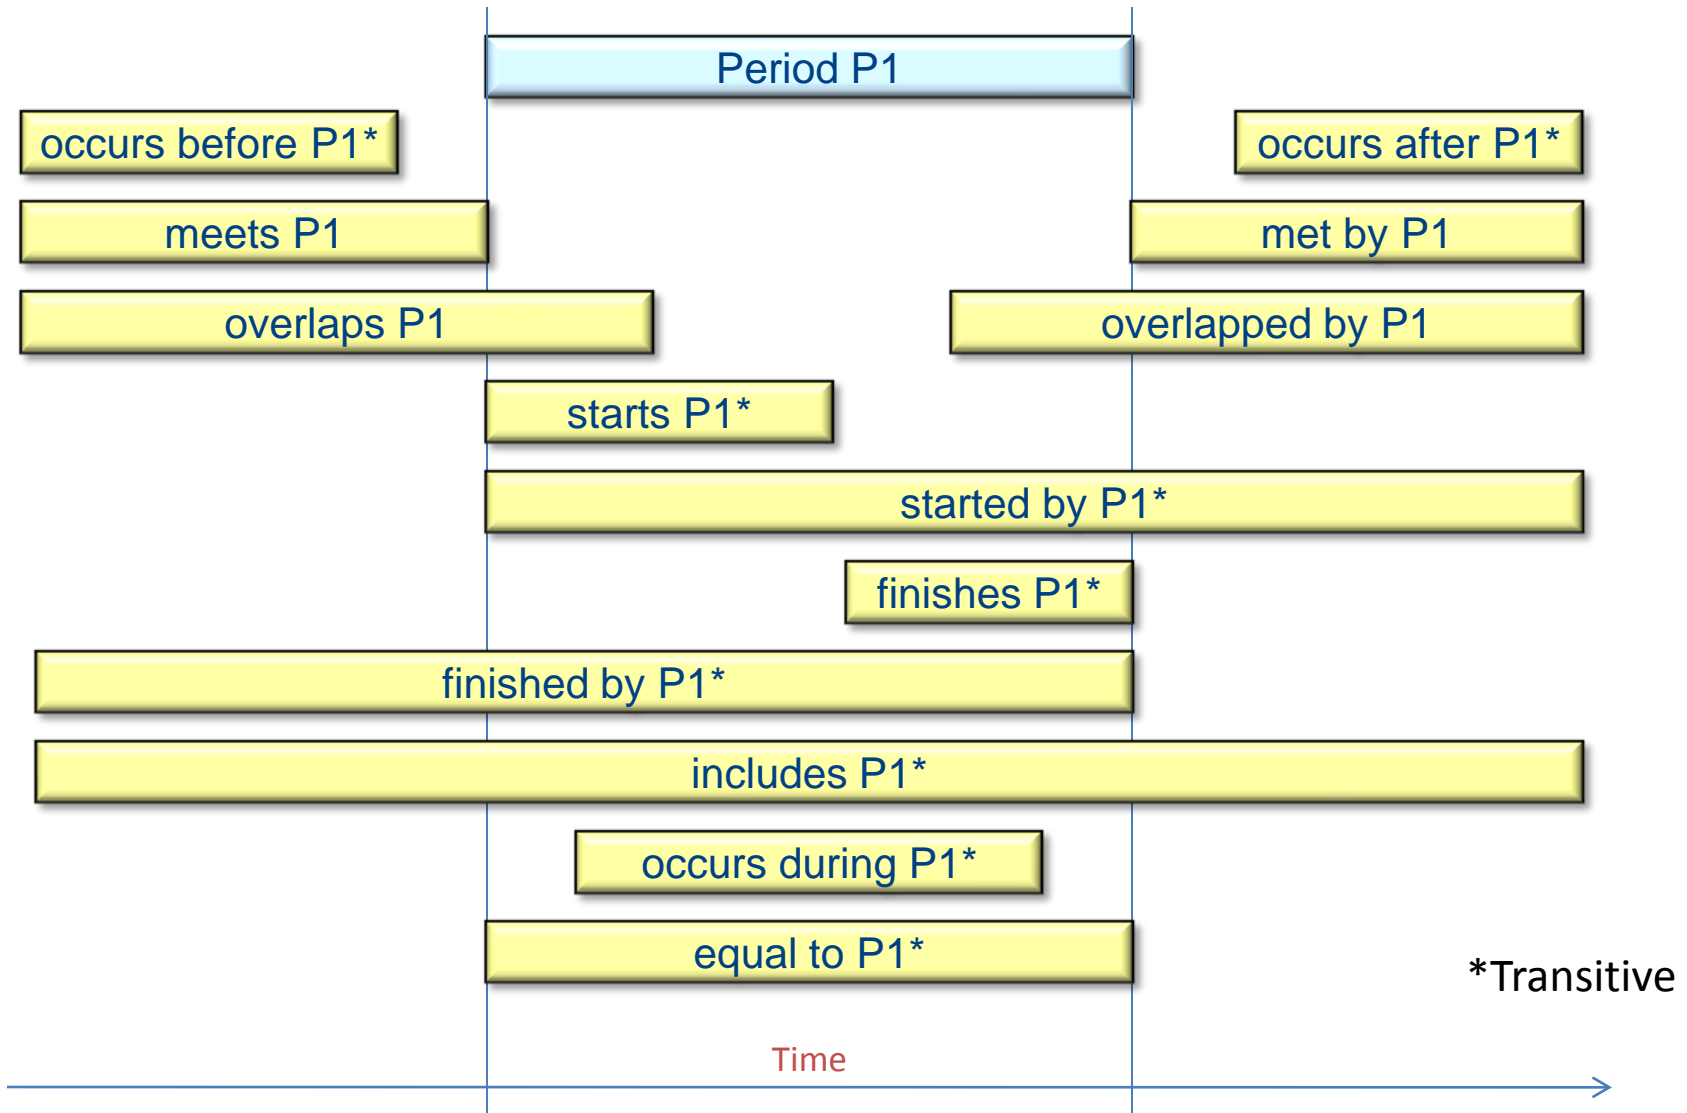 Period P1
occurs before P1*
occurs after P1*
meets P1
met by P1
overlaps P1
overlapped by P1
starts P1*
started by P1*
finishes P1*
finished by P1*
includes P1*
occurs during P1*
equal to P1*
*Transitive
Time